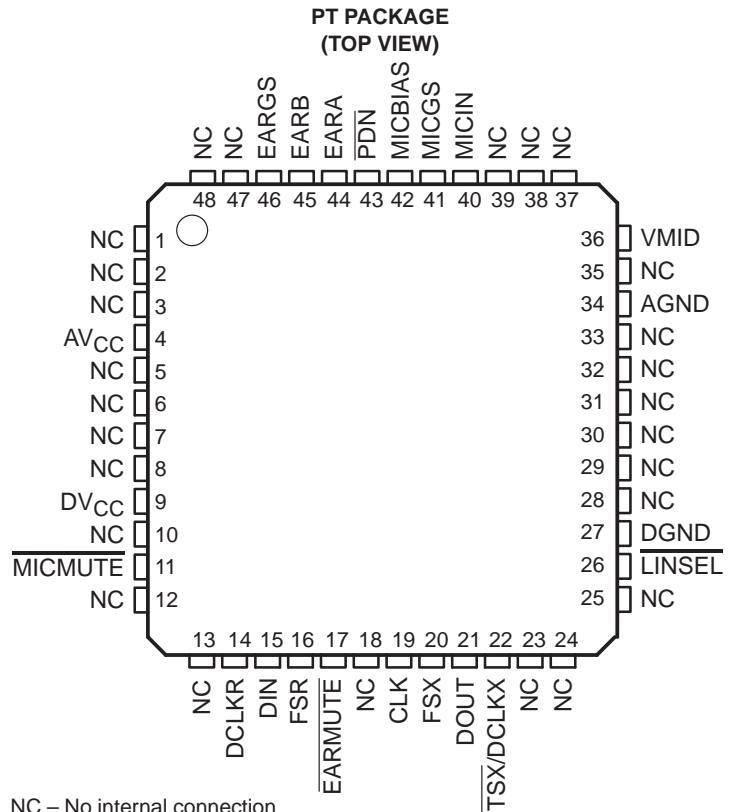 PT PACKAGE
(TOP VIEW)
NC
NC
EARGS
EARB
EARA
PDN
MICBIAS
MICGS
MICIN
NC
NC
NC
48 47 46 45 44 43 42 41 40 39 38 37
NC 1
NC 2
NC 3
AVCC 4
NC 5
NC 6
NC 7
NC 8
DVCC 9
NC 10
MICMUTE 11
NC 12
36 VMID
35 NC
34 AGND
33 NC
32 NC
31 NC
30 NC
29 NC
28 NC
27 DGND
26 LINSEL
25 NC
13 14 15 16 17 18 19 20 21 22 23 24
NC
DCLKR
DIN
FSR
EARMUTE
NC
CLK
FSX
DOUT
TSX/DCLKX
NC
NC
NC – No internal connection